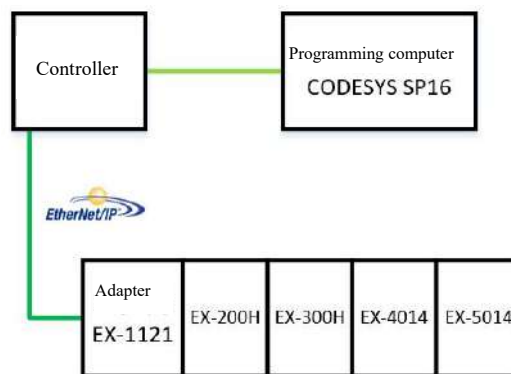 Controller
Programming computer
CODESYS SP16
EtherNet/IP
Adapter
EX-1121
EX-200H
EX-300H
EX-4014
EX-5014